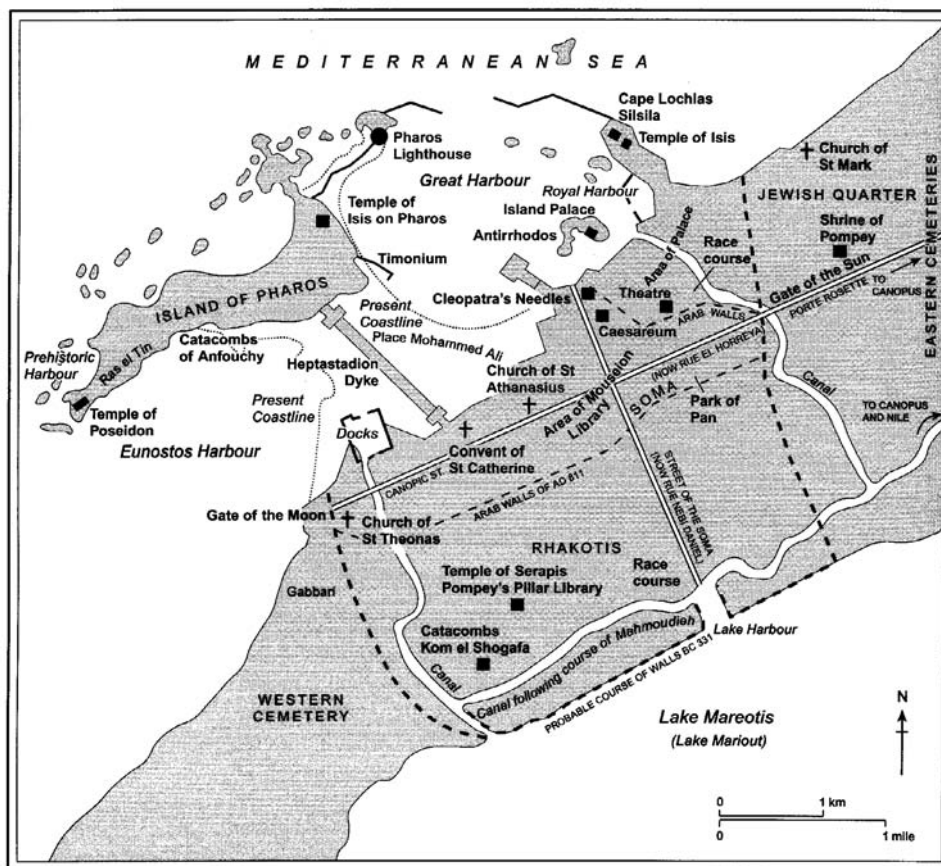 MEDITERRANEAN SEA
Cape Lochias
Silsila
Temple of Isis
Pharos
Lighthouse
Church of
St Mark
Great Harbour
JEWISH QUARTER
Royal Harbour
Island Palace
Temple of
Isis on Pharos
Antirrhodos
Area of Palace
Race
course
Shrine of
Pompey
EASTERN CEMETERIES
Timonium
Gate of the Sun
ISLAND OF PHAROS
Cleopatra's Needles
Theatre
PORTE ROSETTE TO
CANOPUS
Present
Coastline
Place Mohammed Ali
Caesareum
ARAB WALLS
Prehistoric
Harbour
Ras el Tin
Catacombs
of Anfouchy
Heptastadion
Dyke
(NOW RUE EL HORREYA)
Church of St
Athanasius
Area of Mouseion
Library
SOMA
Park of
Pan
Canal
Temple of
Poseidon
Present
Coastline
TO CANOPUS
AND NILE
Eunostos Harbour
Docks
Convent of
St Catherine
CANOPIC ST.
ARAB WALLS OF AD 811
STREET OF THE SOMA
(NOW RUE NEBI DANIEL)
Gate of the Moon
Church of
St Theonas
RHAKOTIS
Race
course
Gabbari
Temple of Serapis
Pompey's Pillar Library
Lake Harbour
Catacombs
Kom el Shogafa
Canal
Canal following course of Mahmoudieh
PROBABLE COURSE OF WALLS BC 331
WESTERN
CEMETERY
Lake Mareotis
(Lake Mariout)
N
0 1 km
0 1 mile